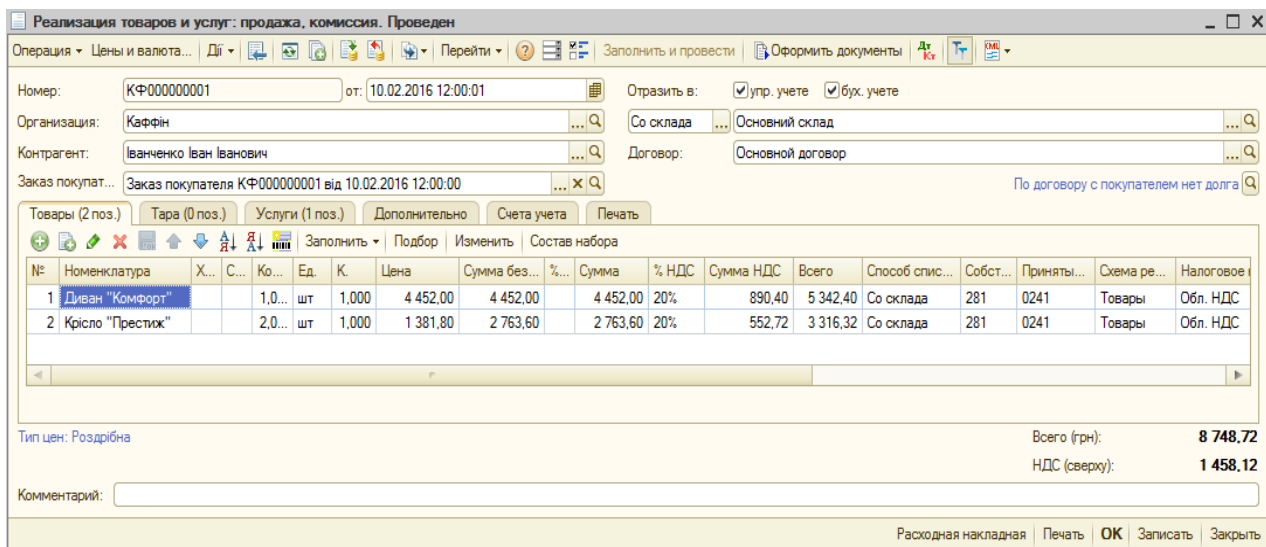 Реализация товаров и услуг: продажа, комиссия. Проведен
Операция Цены и валюта... Дії Перейти Заполнить и провести Оформить документы Дт Кт
Номер: КФ000000001 от: 10.02.2016 12:00:01 Отразить в: упр. учете бух. учете
Организация: Каффін ... Со склада ... Основний склад ...
Контрагент: Іванченко Іван Іванович ... Договор: Основной договор ...
Заказ покупат... Заказ покупателя КФ000000001 від 10.02.2016 12:00:00 ... По договору с покупателем нет долга
Товары (2 поз.) Тара (0 поз.) Услуги (1 поз.) Дополнительно Счета учета Печать
Заполнить Подбор Изменить Состав набора
№ Номенклатура Х... С... Ко... Ед. К. Цена Сумма без... %... Сумма % НДС Сумма НДС Всего Способ спис... Собст... Приняты... Схема ре... Налоговое
1 Диван "Комфорт" 1,0... шт 1,000 4 452,00 4 452,00 4 452,00 20% 890,40 5 342,40 Со склада 281 0241 Товары Обл. НДС
2 Крісло "Престиж" 2,0... шт 1,000 1 381,80 2 763,60 2 763,60 20% 552,72 3 316,32 Со склада 281 0241 Товары Обл. НДС
Тип цен: Роздрібна Всего (грн): 8 748,72
НДС (сверху): 1 458,12
Комментарий:
Расходная накладная Печать OK Записать Закрыть